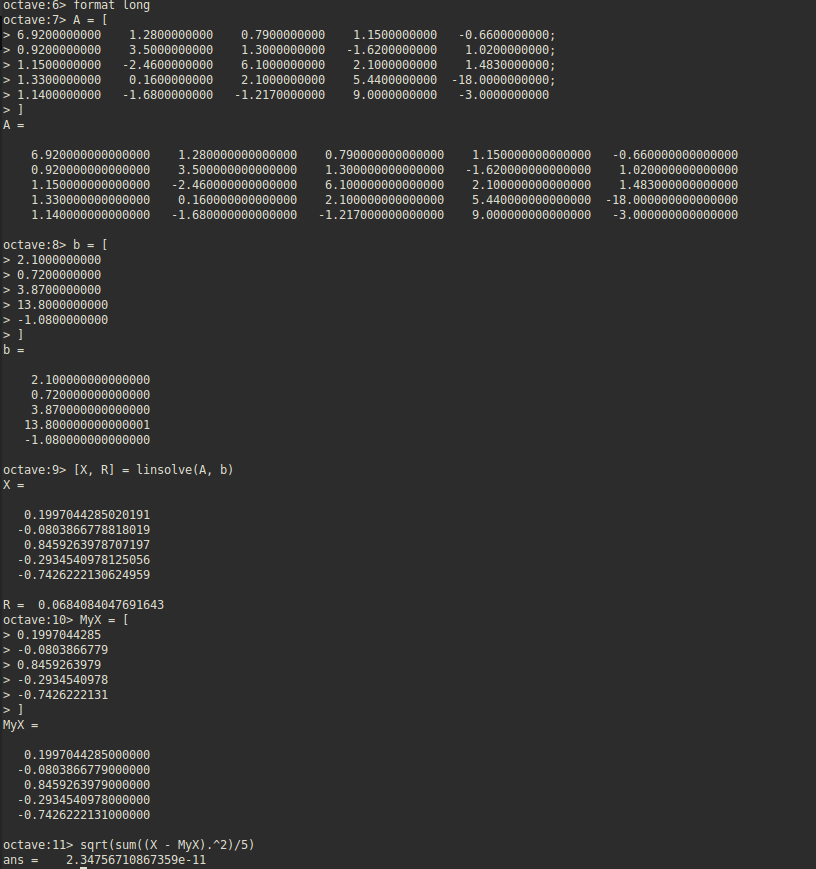 octave:6> format long
octave:7> A = [
> 6.9200000000    1.2800000000    0.7900000000    1.1500000000   -0.6600000000;
> 0.9200000000    3.5000000000    1.3000000000   -1.6200000000    1.0200000000;
> 1.1500000000   -2.4600000000    6.1000000000    2.1000000000    1.4830000000;
> 1.3300000000    0.1600000000    2.1000000000    5.4400000000  -18.0000000000;
> 1.1400000000   -1.6800000000   -1.2170000000    9.0000000000   -3.0000000000
> ]
A =
6.920000000000000    1.280000000000000    0.790000000000000    1.150000000000000   -0.660000000000000
0.920000000000000    3.500000000000000    1.300000000000000   -1.620000000000000    1.020000000000000
1.150000000000000   -2.460000000000000    6.100000000000000    2.100000000000000    1.483000000000000
1.330000000000000    0.160000000000000    2.100000000000000    5.440000000000000  -18.000000000000000
1.140000000000000   -1.680000000000000   -1.217000000000000    9.000000000000000   -3.000000000000000
octave:8> b = [
> 2.1000000000
> 0.7200000000
> 3.8700000000
> 13.8000000000
> -1.0800000000
> ]
b =
2.100000000000000
0.720000000000000
3.870000000000000
13.800000000000001
-1.080000000000000
octave:9> [X, R] = linsolve(A, b)
X =
0.1997044285020191
-0.0803866778818019
0.8459263978707197
-0.2934540978125056
-0.7426222130624959
R =  0.0684084047691643
octave:10> MyX = [
> 0.1997044285
> -0.0803866779
> 0.8459263979
> -0.2934540978
> -0.7426222131
> ]
MyX =
0.1997044285000000
-0.0803866779000000
0.8459263979000000
-0.2934540978000000
-0.7426222131000000
octave:11> sqrt(sum((X - MyX).^2)/5)
ans =    2.34756710867359e-11